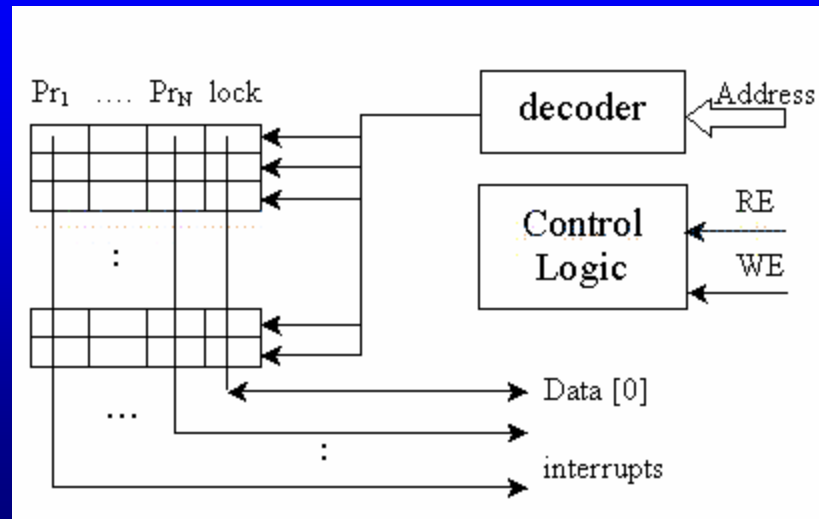 Pr₁ .... Prₙ lock
decoder
Address
Control
Logic
RE
WE
:
...
:
Data [0]
interrupts